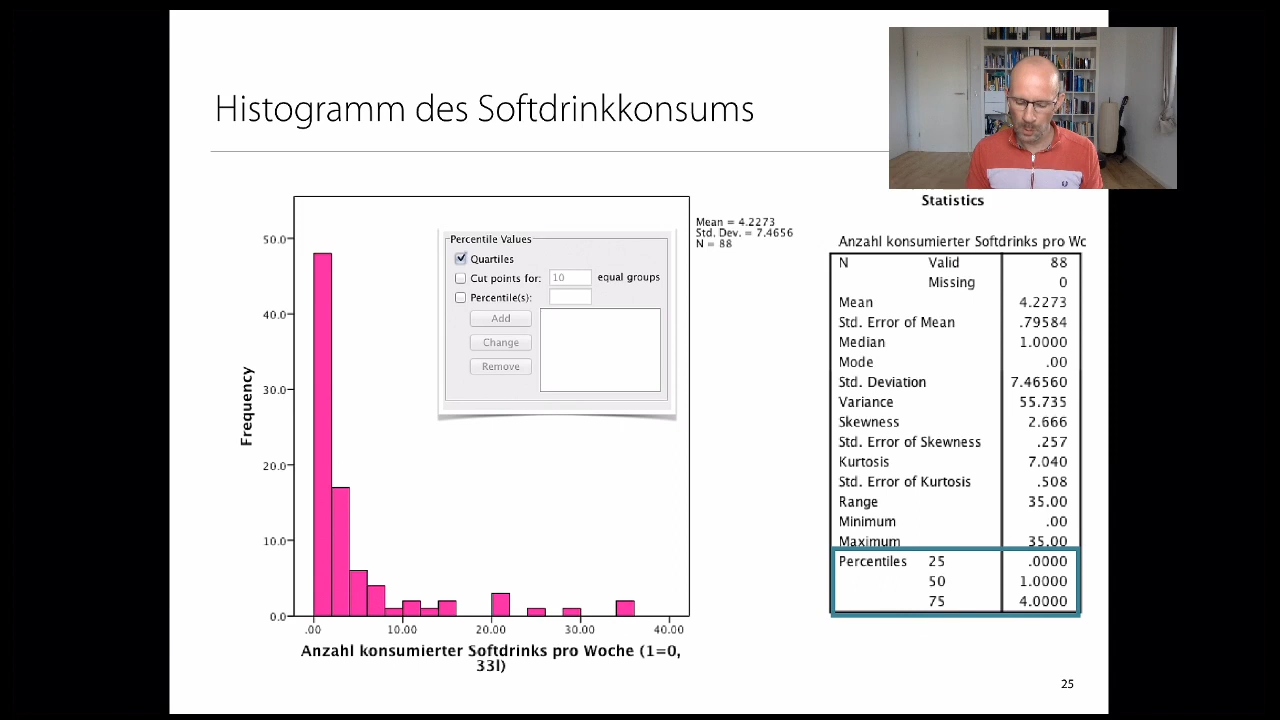 Histogramm des Softdrinkkonsums
50.0
40.0
30.0
20.0
10.0
0.0
Frequency
.00 10.00 20.00 30.00 40.00
Anzahl konsumierter Softdrinks pro Woche (1=0,
33l)
Percentile Values
Quartiles
Cut points for: 10 equal groups
Percentile(s):
Add
Change
Remove
Mean = 4.2273
Std. Dev. = 7.4656
N = 88
Statistics
Anzahl konsumierter Softdrinks pro Wc
N Valid 88
Missing 0
Mean 4.2273
Std. Error of Mean .79584
Median 1.0000
Mode .00
Std. Deviation 7.46560
Variance 55.735
Skewness 2.666
Std. Error of Skewness .257
Kurtosis 7.040
Std. Error of Kurtosis .508
Range 35.00
Minimum .00
Maximum 35.00
Percentiles 25 .0000
50 1.0000
75 4.0000
25